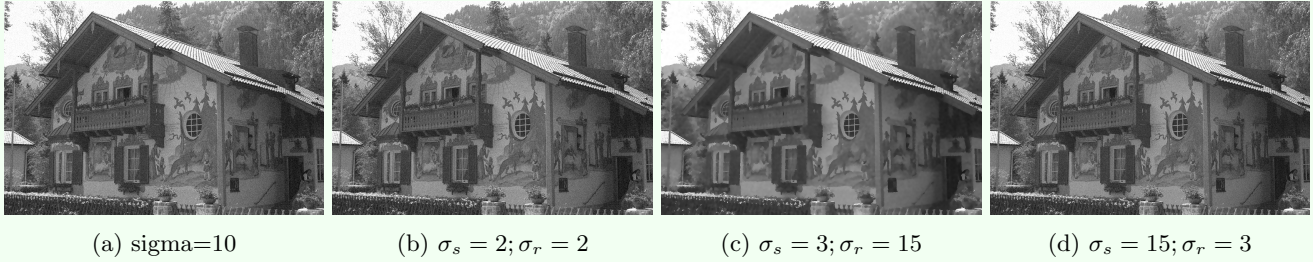 (a) sigma=10
(b) σₛ = 2; σᵣ = 2
(c) σₛ = 3; σᵣ = 15
(d) σₛ = 15; σᵣ = 3